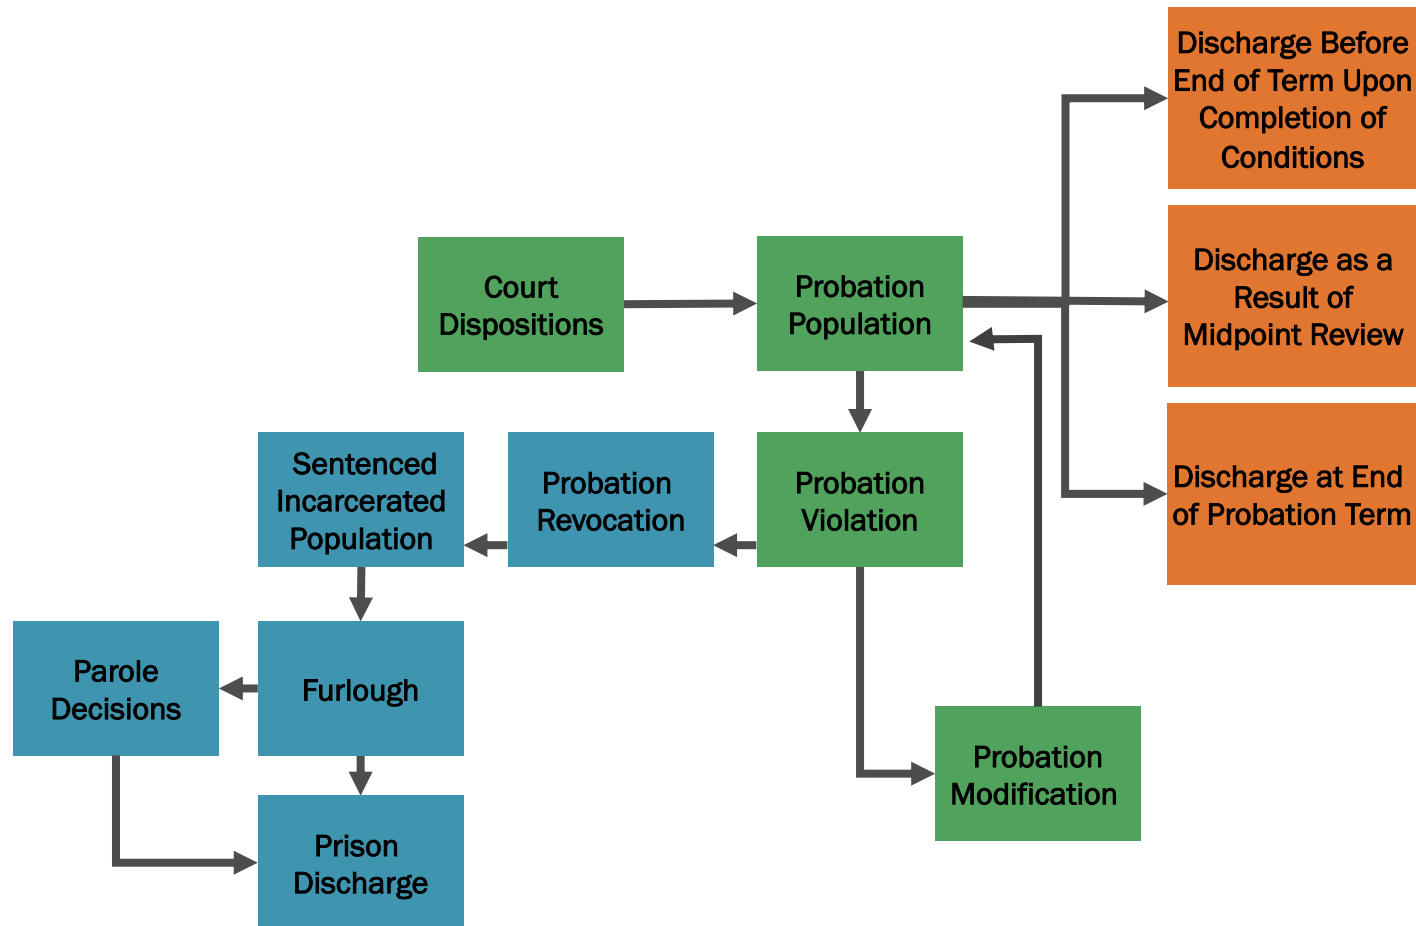 Discharge Before
End of Term Upon
Completion of
Conditions
Discharge as a
Result of
Midpoint Review
Court
Dispositions
Probation
Population
Discharge at End
of Probation Term
Sentenced
Incarcerated
Population
Probation
Revocation
Probation
Violation
Parole
Decisions
Furlough
Probation
Modification
Prison
Discharge